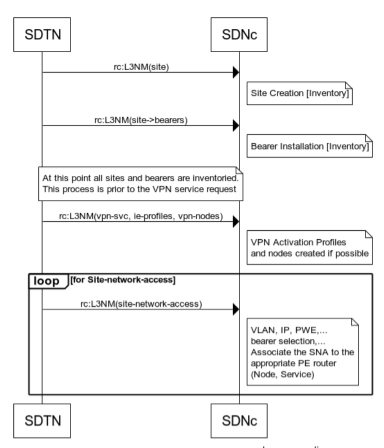 SDTN SDNc
rc:L3NM(site)
Site Creation [Inventory]
rc:L3NM(site->bearers)
Bearer Installation [Inventory]
At this point all sites and bearers are inventoried.
This process is prior to the VPN service request
rc:L3NM(vpn-svc, ie-profiles, vpn-nodes)
VPN Activation Profiles
and nodes created if possible
loop [for Site-network-access]
rc:L3NM(site-network-access)
VLAN, IP, PWE,...
bearer selection,...
Associate the SNA to the
appropriate PE router
(Node, Service)
SDTN SDNc